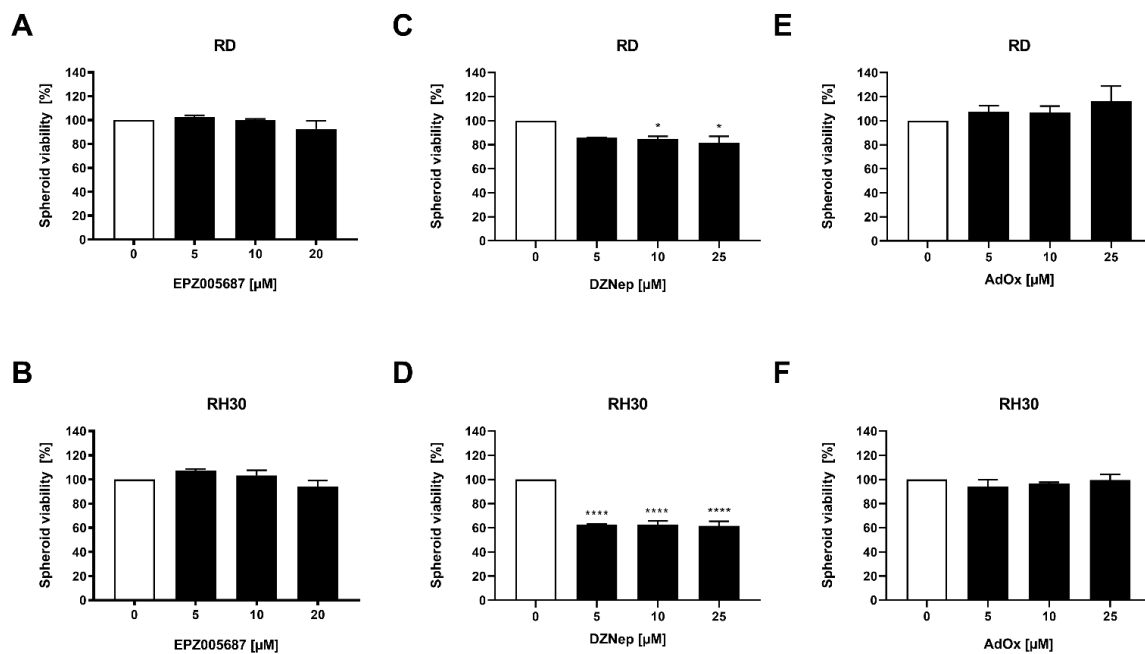 A
RD
Spheroid viability [%]
140
120
100
80
60
40
20
0
0 5 10 20
EPZ005687 [µM]
C
RD
Spheroid viability [%]
140
120
100
80
60
40
20
0
* *
0 5 10 25
DZNep [µM]
E
RD
Spheroid viability [%]
140
120
100
80
60
40
20
0
0 5 10 25
AdOx [µM]
B
RH30
Spheroid viability [%]
140
120
100
80
60
40
20
0
0 5 10 20
EPZ005687 [µM]
D
RH30
Spheroid viability [%]
140
120
100
80
60
40
20
0
**** **** ****
0 5 10 25
DZNep [µM]
F
RH30
Spheroid viability [%]
140
120
100
80
60
40
20
0
0 5 10 25
AdOx [µM]